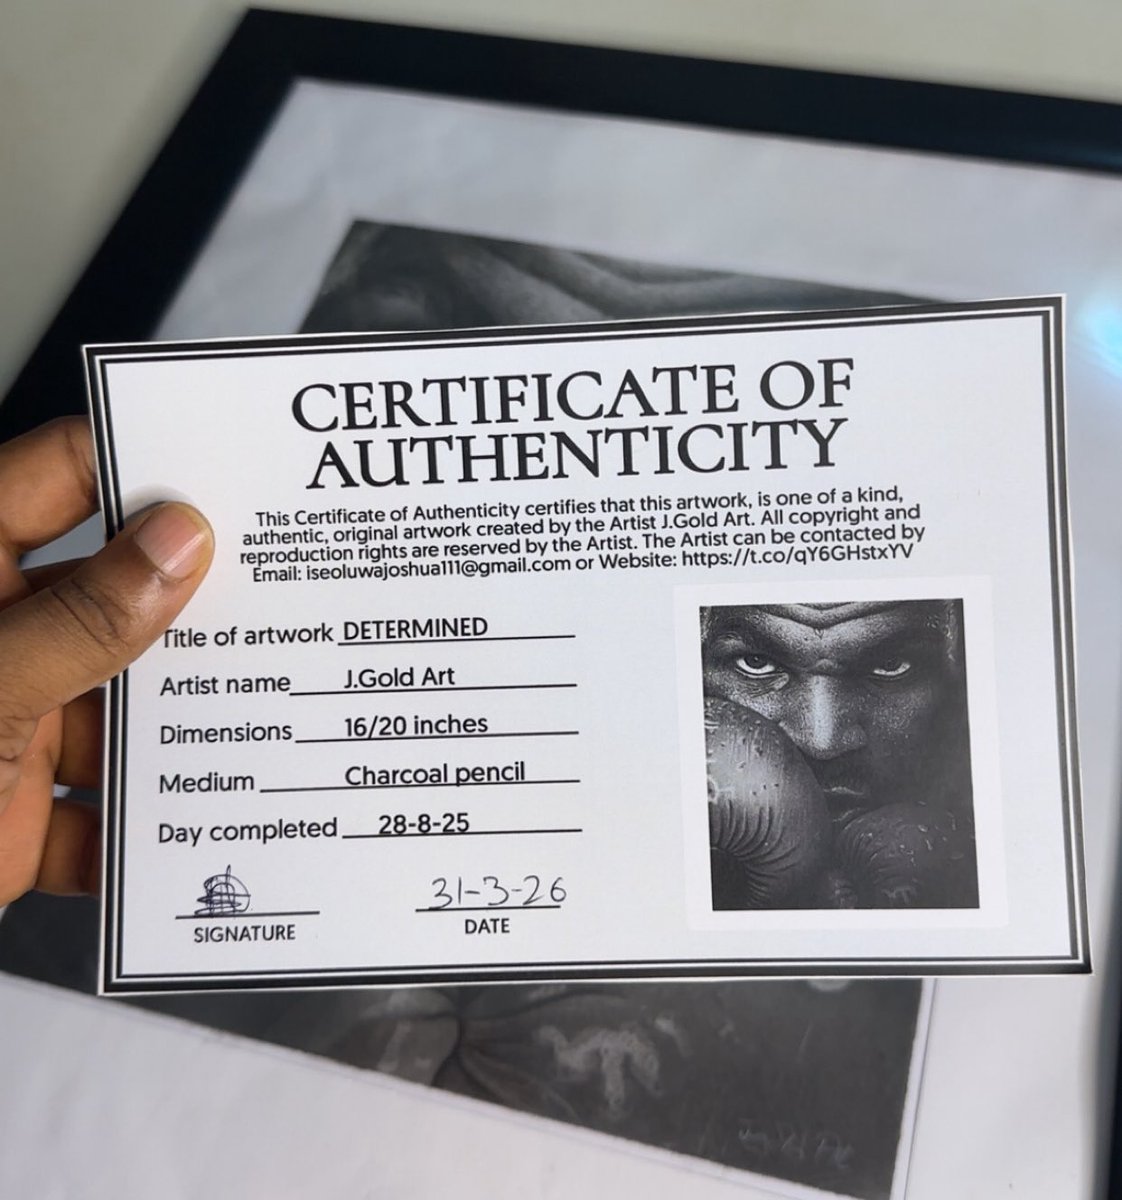 CERTIFICATE OF
AUTHENTICITY
This Certificate of Authenticity certifies that this artwork, is one of a kind,
authentic, original artwork created by the Artist J.Gold Art. All copyright and
reproduction rights are reserved by the Artist. The Artist can be contacted by
Email: iseoluwajoshua111@gmail.com or Website: https://t.co/qY6GHstxYV
Title of artwork DETERMINED
Artist name J.Gold Art
Dimensions 16/20 inches
Medium Charcoal pencil
Day completed 28-8-25
31-3-26
SIGNATURE DATE